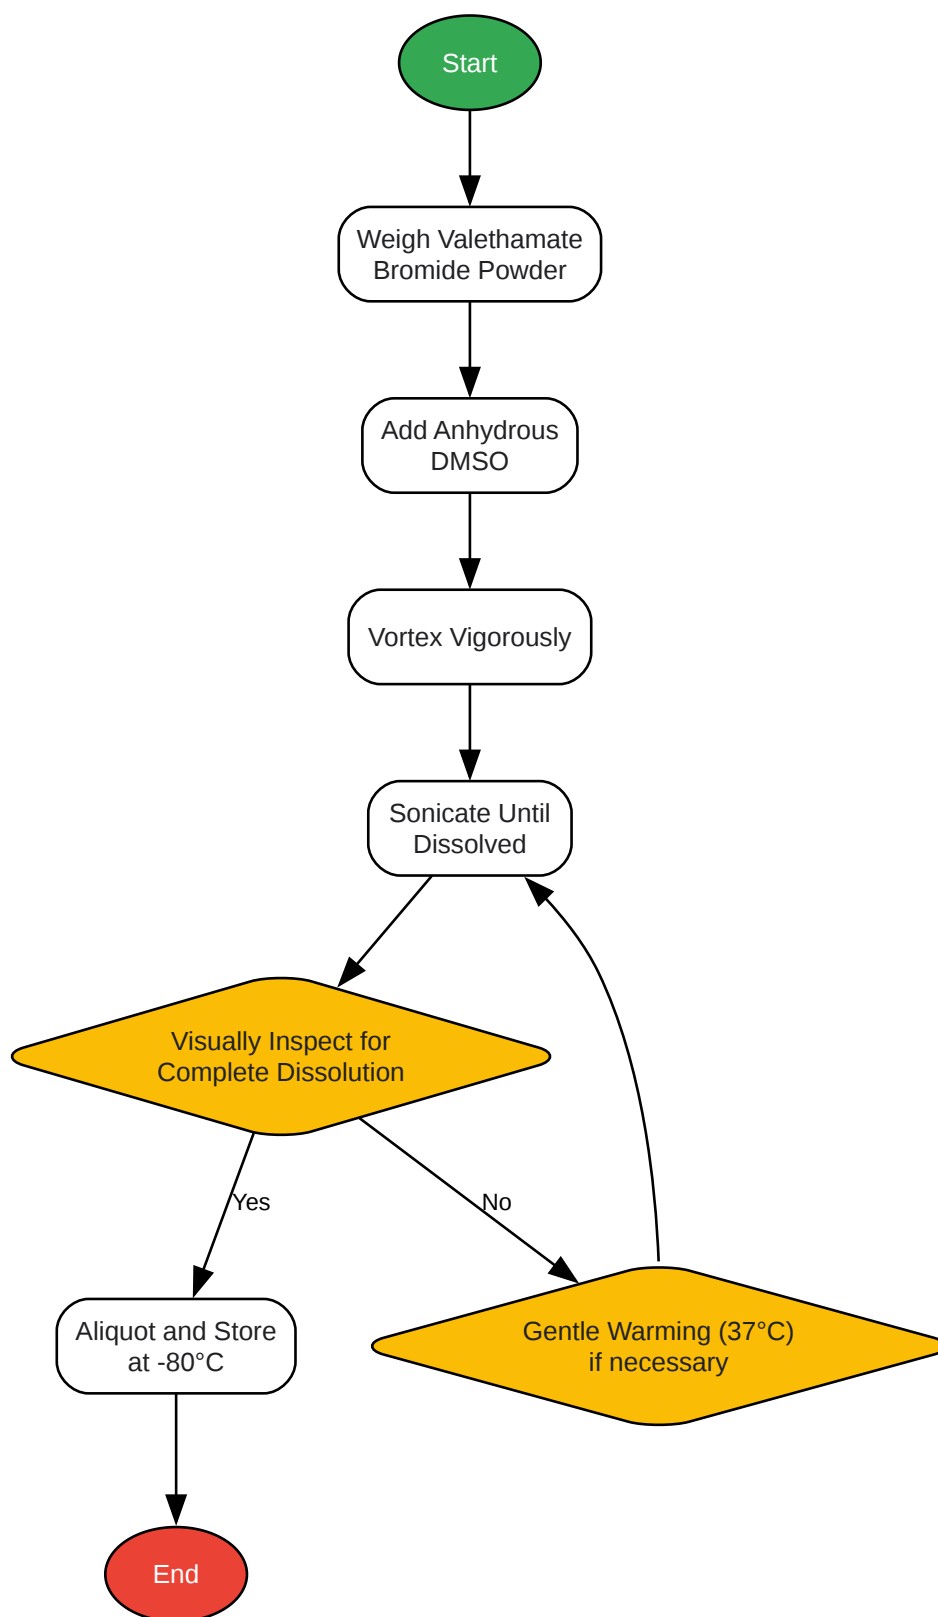 Start
Weigh Valethamate
Bromide Powder
Add Anhydrous
DMSO
Vortex Vigorously
Sonicate Until
Dissolved
Visually Inspect for
Complete Dissolution
Yes
No
Aliquot and Store
at -80°C
Gentle Warming (37°C)
if necessary
End